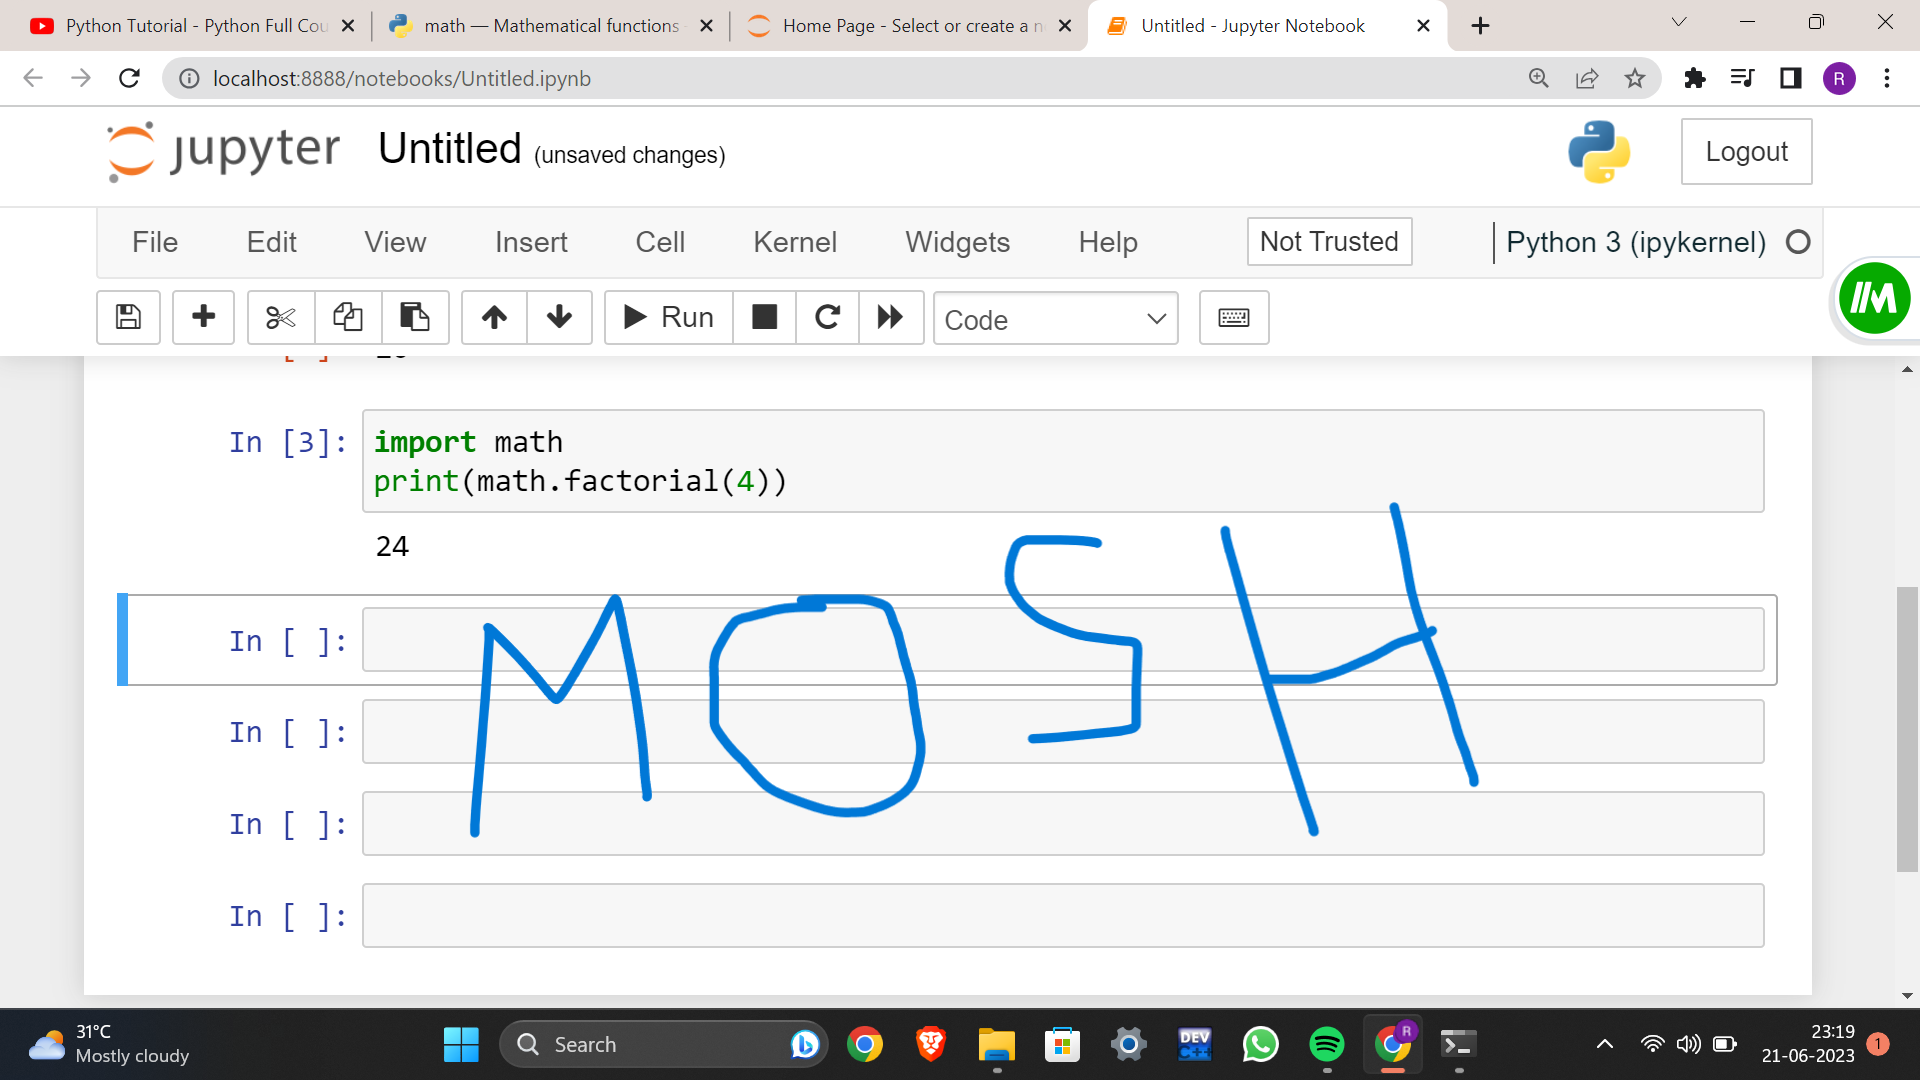 Python Tutorial - Python Full Cou
math — Mathematical functions
Home Page - Select or create a n
Untitled - Jupyter Notebook
localhost:8888/notebooks/Untitled.ipynb
R
jupyter Untitled (unsaved changes)
Logout
File Edit View Insert Cell Kernel Widgets Help
Not Trusted
Python 3 (ipykernel)
Run
Code
In [3]: import math
print(math.factorial(4))
24
In [ ]:
In [ ]:
In [ ]:
In [ ]:
MOSH
31°C
Mostly cloudy
Search
DEV
C++
R
23:19
21-06-2023
1